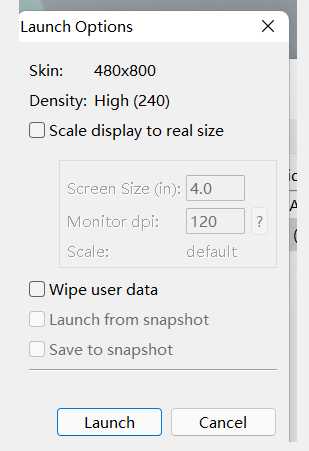 Launch Options
Skin: 480x800
Density: High (240)
Scale display to real size
Screen Size (in): 4.0
Monitor dpi: 120 ?
Scale: default
Wipe user data
Launch from snapshot
Save to snapshot
Launch Cancel